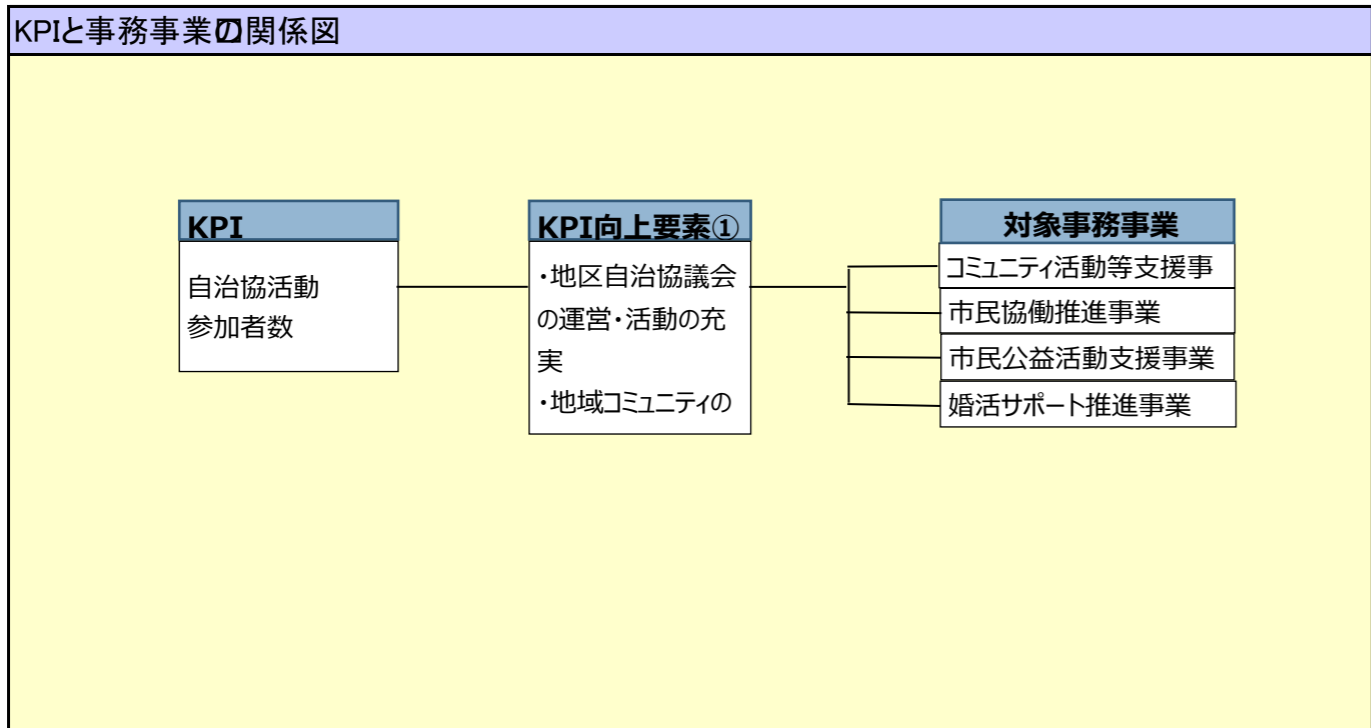 KPIと事務事業の関係図
KPI
自治協活動
参加者数
KPI向上要素①
・地区自治協議会
の運営・活動の充
実
・地域コミュニティの
対象事務事業
コミュニティ活動等支援事
市民協働推進事業
市民公益活動支援事業
婚活サポート推進事業